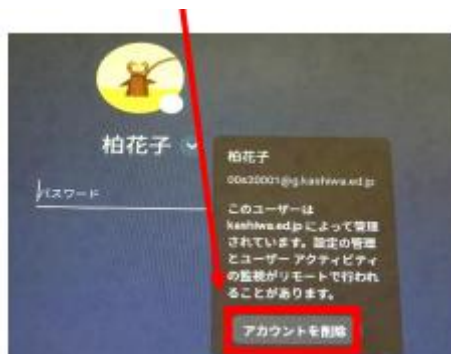 柏花子
パスワード
柏花子
00s20001@g.kashiwa.ed.jp
このユーザーは
kashiwa.ed.jp によって管理
されています。設定の管理
とユーザー アクティビティ
の監視がリモートで行われ
ることがあります。
アカウントを削除